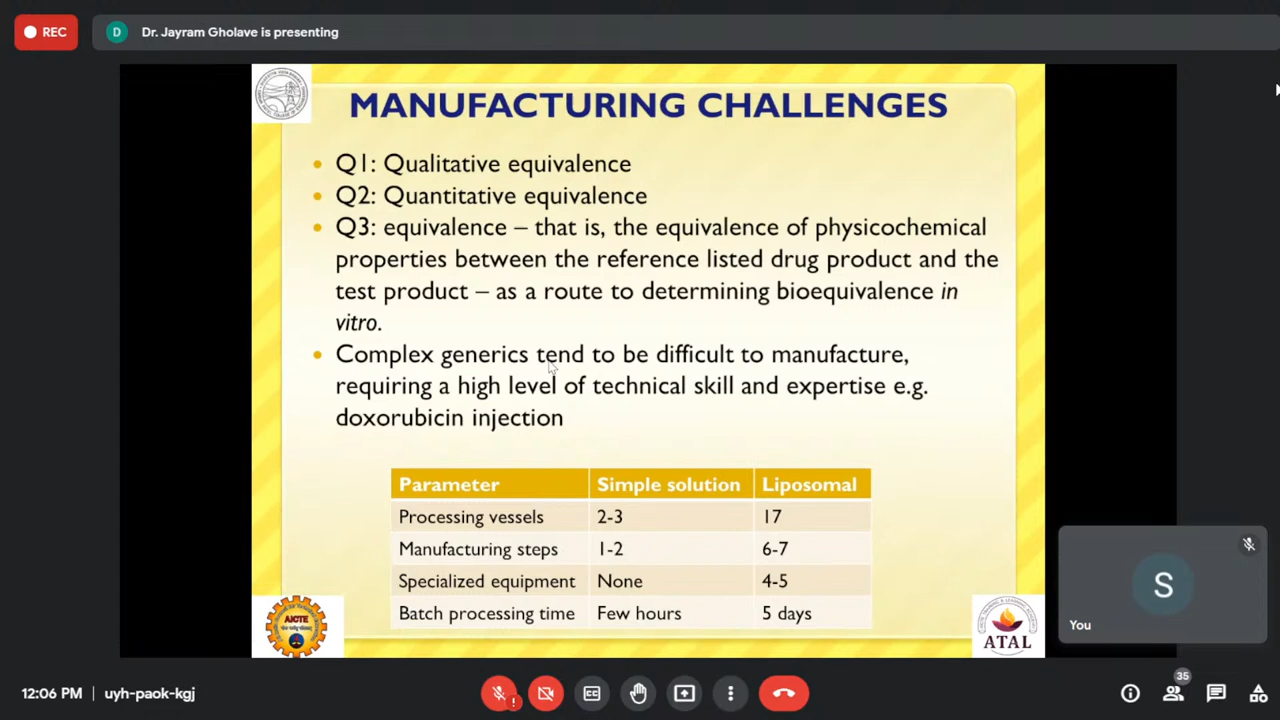 REC
D
Dr. Jayram Gholave is presenting
MANUFACTURING CHALLENGES
• Q1: Qualitative equivalence
• Q2: Quantitative equivalence
• Q3: equivalence – that is, the equivalence of physicochemical
properties between the reference listed drug product and the
test product – as a route to determining bioequivalence in
vitro.
• Complex generics tend to be difficult to manufacture,
requiring a high level of technical skill and expertise e.g.
doxorubicin injection
Parameter Simple solution Liposomal
Processing vessels 2-3 17
Manufacturing steps 1-2 6-7
Specialized equipment None 4-5
Batch processing time Few hours 5 days
AICTE
ATAL
S
You
12:06 PM | uyh-paok-kgj
35